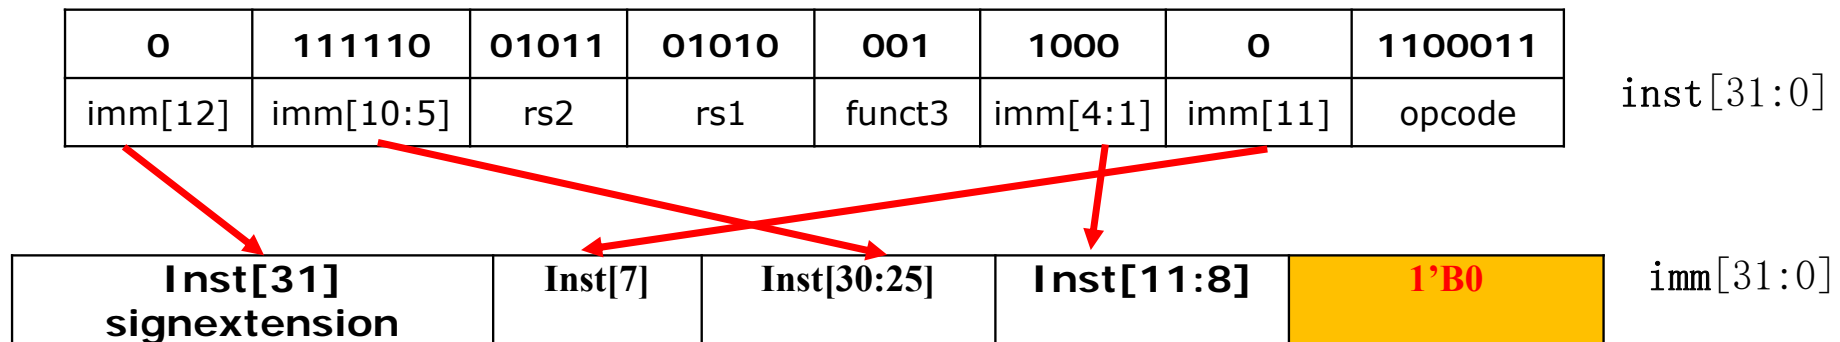 0 111110 01011 01010 001 1000 0 1100011
imm[12] imm[10:5] rs2 rs1 funct3 imm[4:1] imm[11] opcode
inst[31:0]
Inst[31] Inst[7] Inst[30:25] Inst[11:8] 1’B0
signextension
imm[31:0]